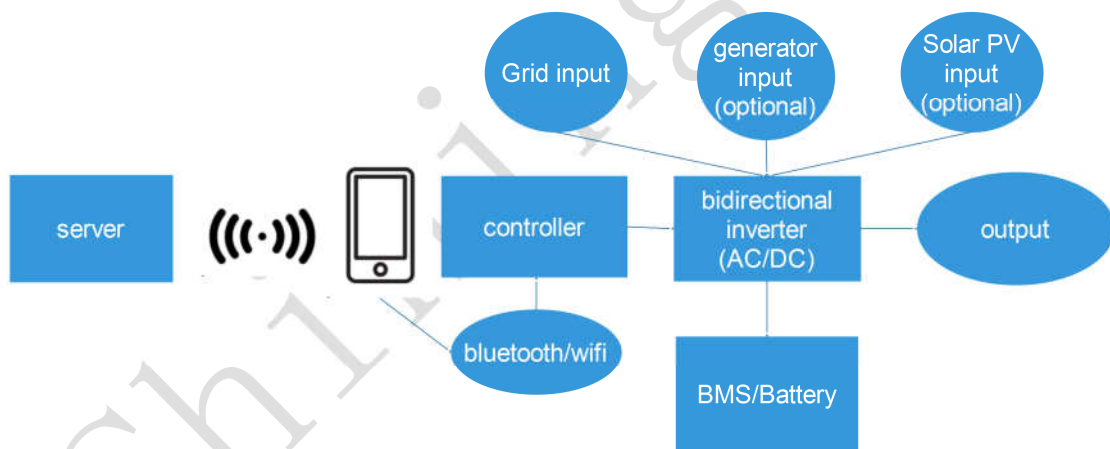 Grid input
generator
input
(optional)
Solar PV
input
(optional)
server
controller
bidirectional
inverter
(AC/DC)
output
bluetooth/wifi
BMS/Battery